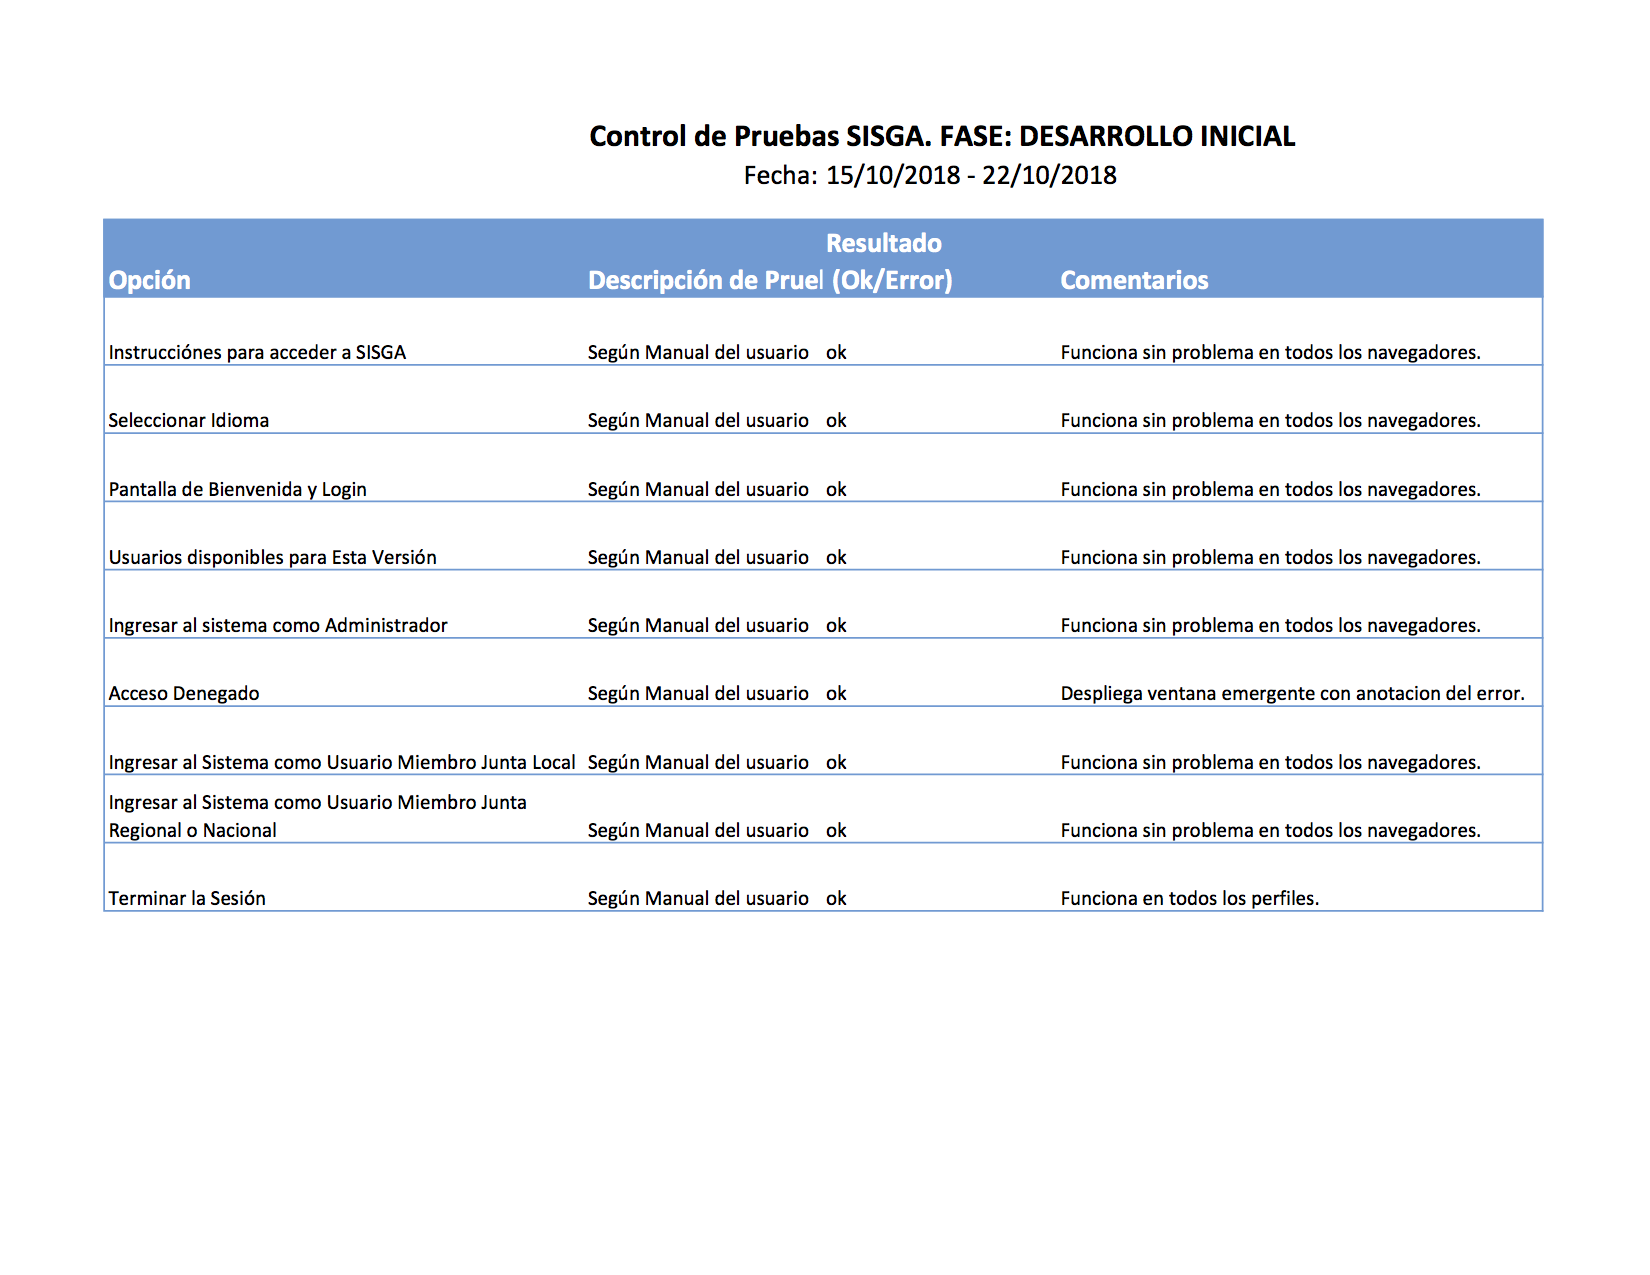 Control de Pruebas SISGA. FASE: DESARROLLO INICIAL
Fecha: 15/10/2018 - 22/10/2018
Opción Descripción de Prue Resultado (Ok/Error) Comentarios
Instrucciónes para acceder a SISGA Según Manual del usuario ok Funciona sin problema en todos los navegadores.
Seleccionar Idioma Según Manual del usuario ok Funciona sin problema en todos los navegadores.
Pantalla de Bienvenida y Login Según Manual del usuario ok Funciona sin problema en todos los navegadores.
Usuarios disponibles para Esta Versión Según Manual del usuario ok Funciona sin problema en todos los navegadores.
Ingresar al sistema como Administrador Según Manual del usuario ok Funciona sin problema en todos los navegadores.
Acceso Denegado Según Manual del usuario ok Despliega ventana emergente con anotacion del error.
Ingresar al Sistema como Usuario Miembro Junta Local Según Manual del usuario ok Funciona sin problema en todos los navegadores.
Ingresar al Sistema como Usuario Miembro Junta
Regional o Nacional Según Manual del usuario ok Funciona sin problema en todos los navegadores.
Terminar la Sesión Según Manual del usuario ok Funciona en todos los perfiles.